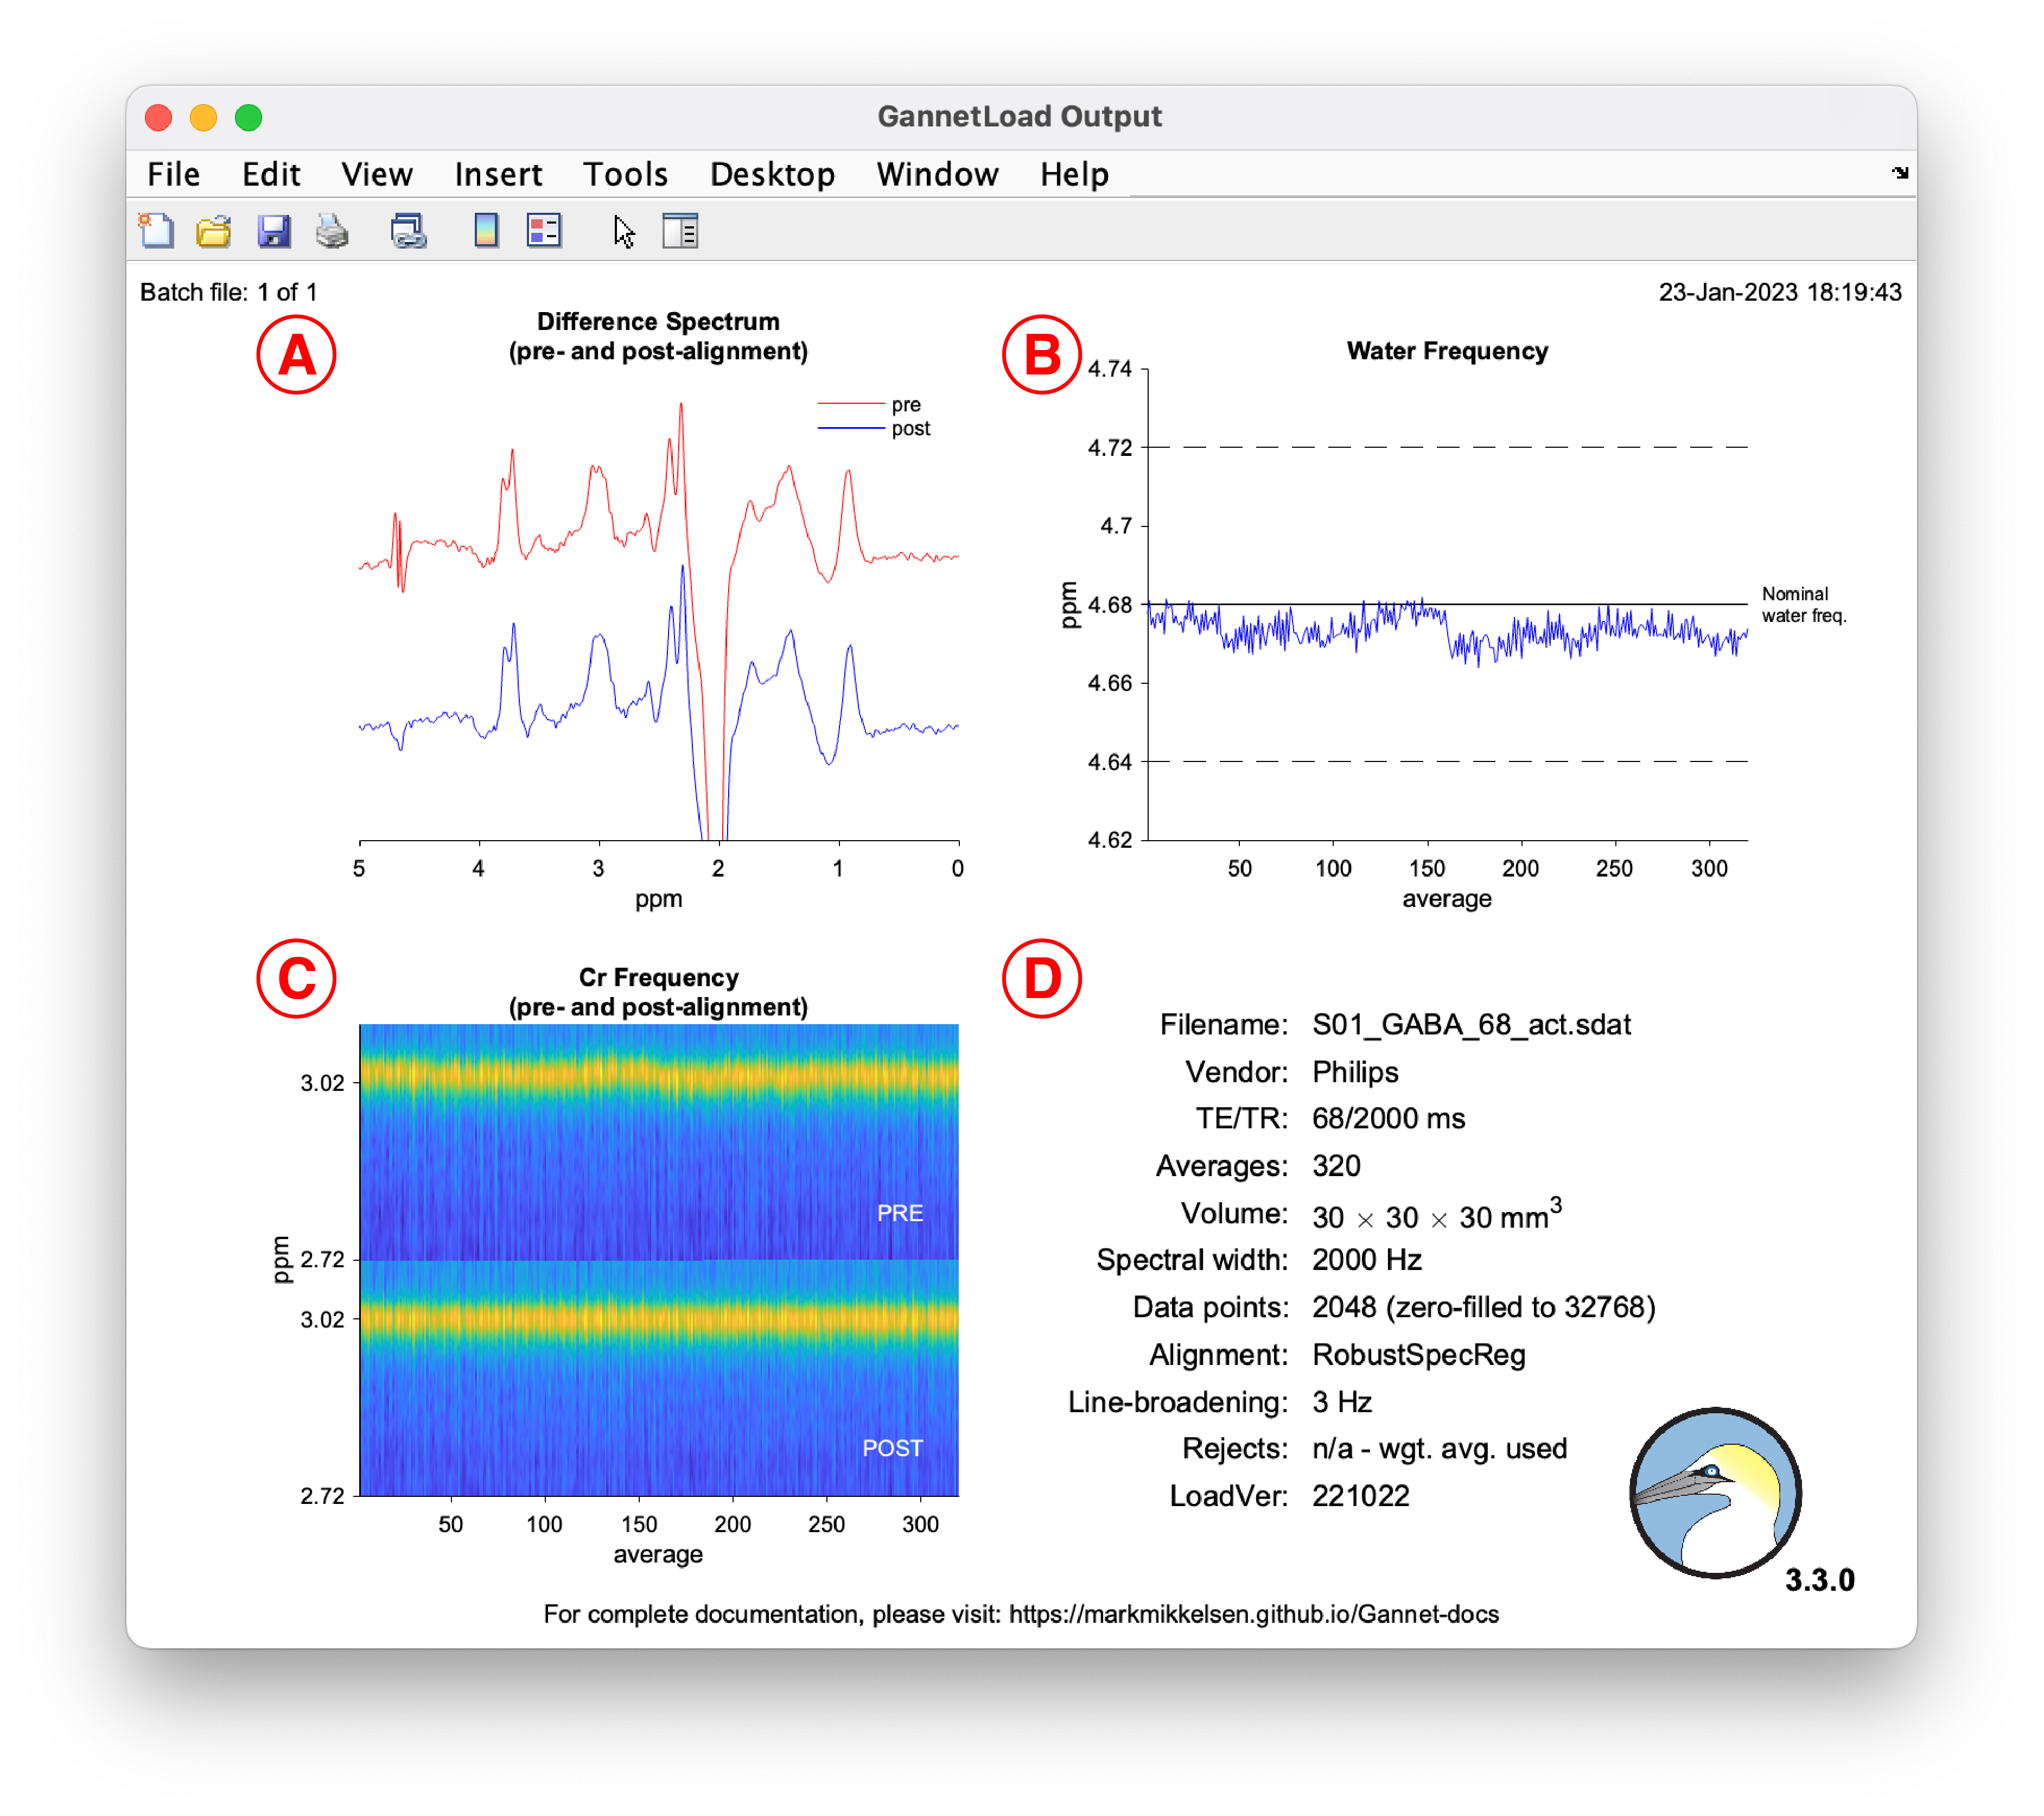 GannetLoad Output
File Edit View Insert Tools Desktop Window Help
Batch file: 1 of 1
23-Jan-2023 18:19:43
A
Difference Spectrum
(pre- and post-alignment)
pre
post
5 4 3 2 1 0
ppm
B
Water Frequency
4.74
4.72
4.7
4.68
4.66
4.64
4.62
ppm
Nominal
water freq.
50 100 150 200 250 300
average
C
Cr Frequency
(pre- and post-alignment)
3.02
PRE
2.72
3.02
POST
2.72
ppm
50 100 150 200 250 300
average
D
Filename: S01_GABA_68_act.sdat
Vendor: Philips
TE/TR: 68/2000 ms
Averages: 320
Volume: 30 × 30 × 30 mm³
Spectral width: 2000 Hz
Data points: 2048 (zero-filled to 32768)
Alignment: RobustSpecReg
Line-broadening: 3 Hz
Rejects: n/a - wgt. avg. used
LoadVer: 221022
3.3.0
For complete documentation, please visit: https://markmikkelsen.github.io/Gannet-docs